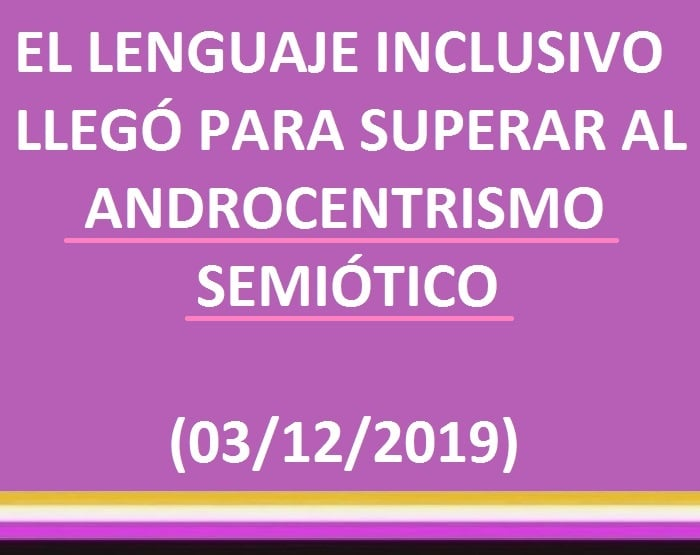 EL LENGUAJE INCLUSIVO
LLEGÓ PARA SUPERAR AL
ANDROCENTRISMO
SEMIÓTICO
(03/12/2019)